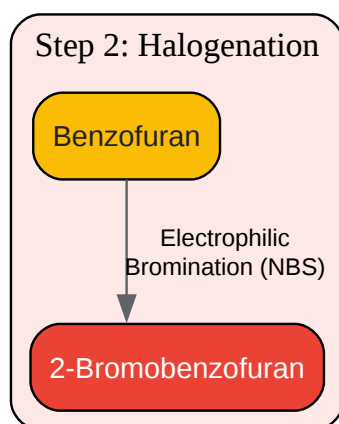 Step 2: Halogenation
Benzofuran
Electrophilic
Bromination (NBS)
2-Bromobenzofuran